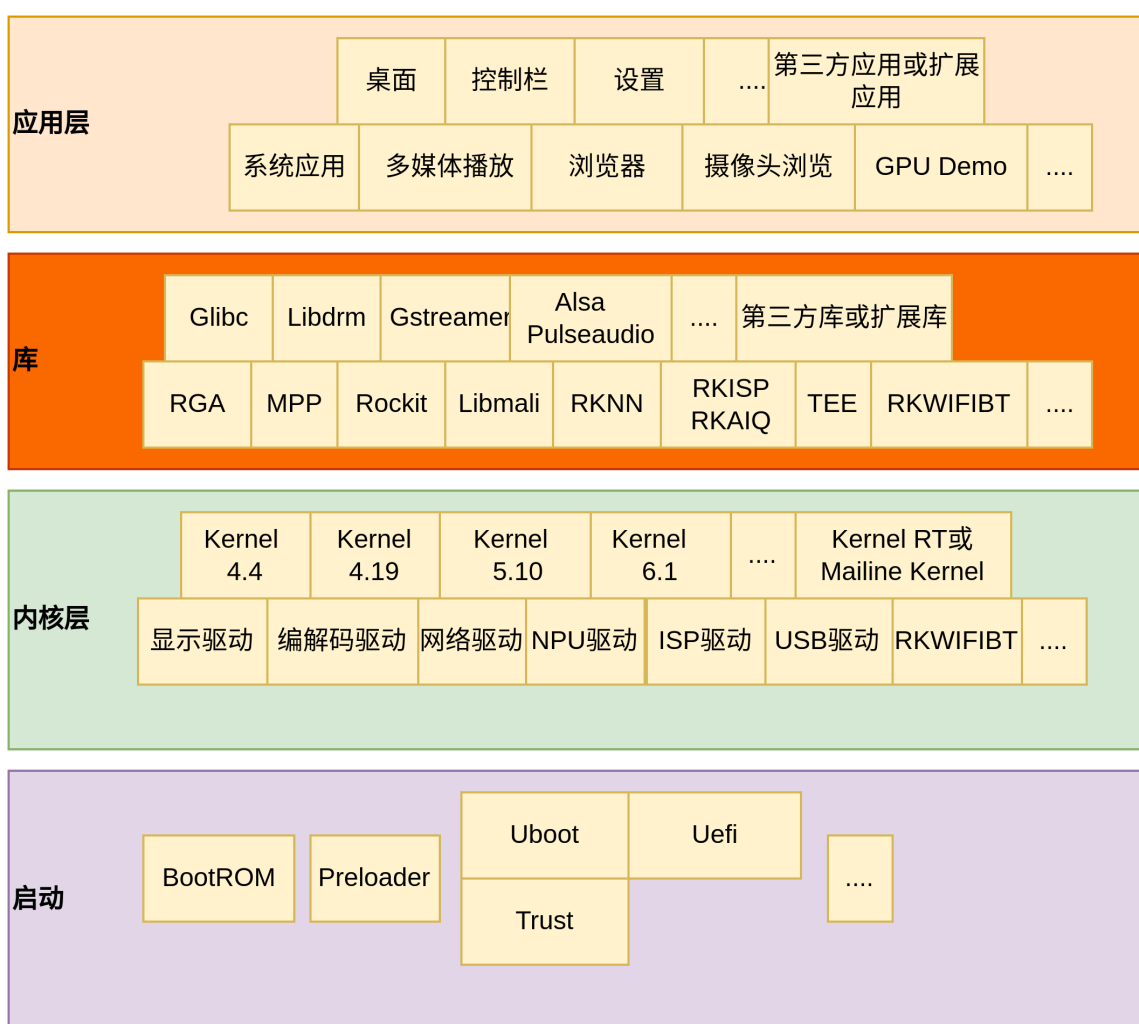 应用层
桌面
控制栏
设置
....
第三方应用或扩展
应用
系统应用
多媒体播放
浏览器
摄像头浏览
GPU Demo
....
库
Glibc
Libdrm
Gstreamer
Alsa
Pulseaudio
....
第三方库或扩展库
RGA
MPP
Rockit
Libmali
RKNN
RKISP
RKAIQ
TEE
RKWIFIBT
....
内核层
Kernel
4.4
Kernel
4.19
Kernel
5.10
Kernel
6.1
....
Kernel RT或
Mailine Kernel
显示驱动
编解码驱动
网络驱动
NPU驱动
ISP驱动
USB驱动
RKWIFIBT
....
启动
BootROM
Preloader
Uboot
Uefi
Trust
....